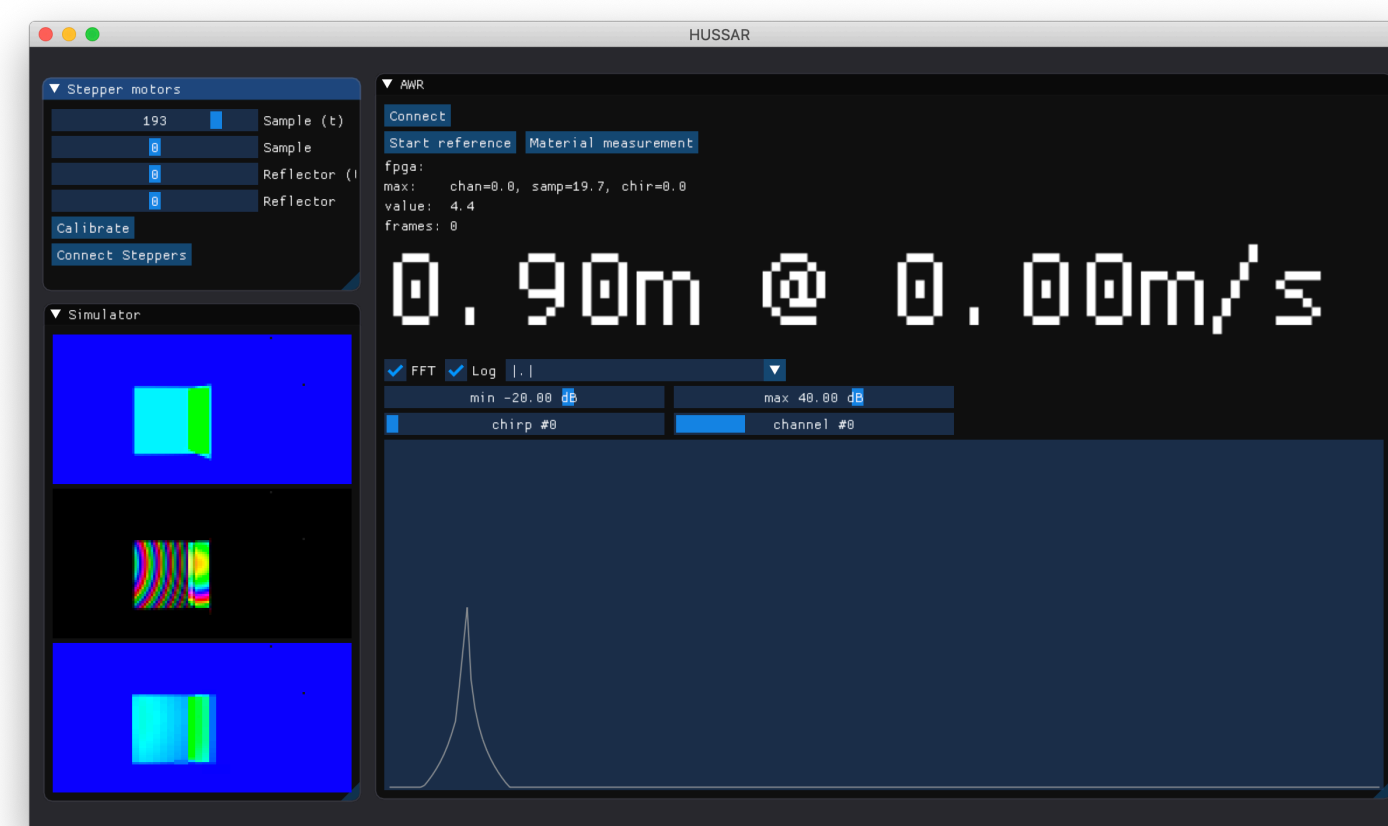 HUSSAR
Stepper motors
193 Sample (t)
0 Sample
0 Reflector (
0 Reflector
Calibrate
Connect Steppers
Simulator
AWR
Connect
Start reference Material measurement
fpga:
max: chan=0.0, samp=19.7, chir=0.0
value: 4.4
frames: 0
0.90m @ 0.00m/s
FFT Log |.|
min -20.00 dB max 40.00 dB
chirp #0 channel #0